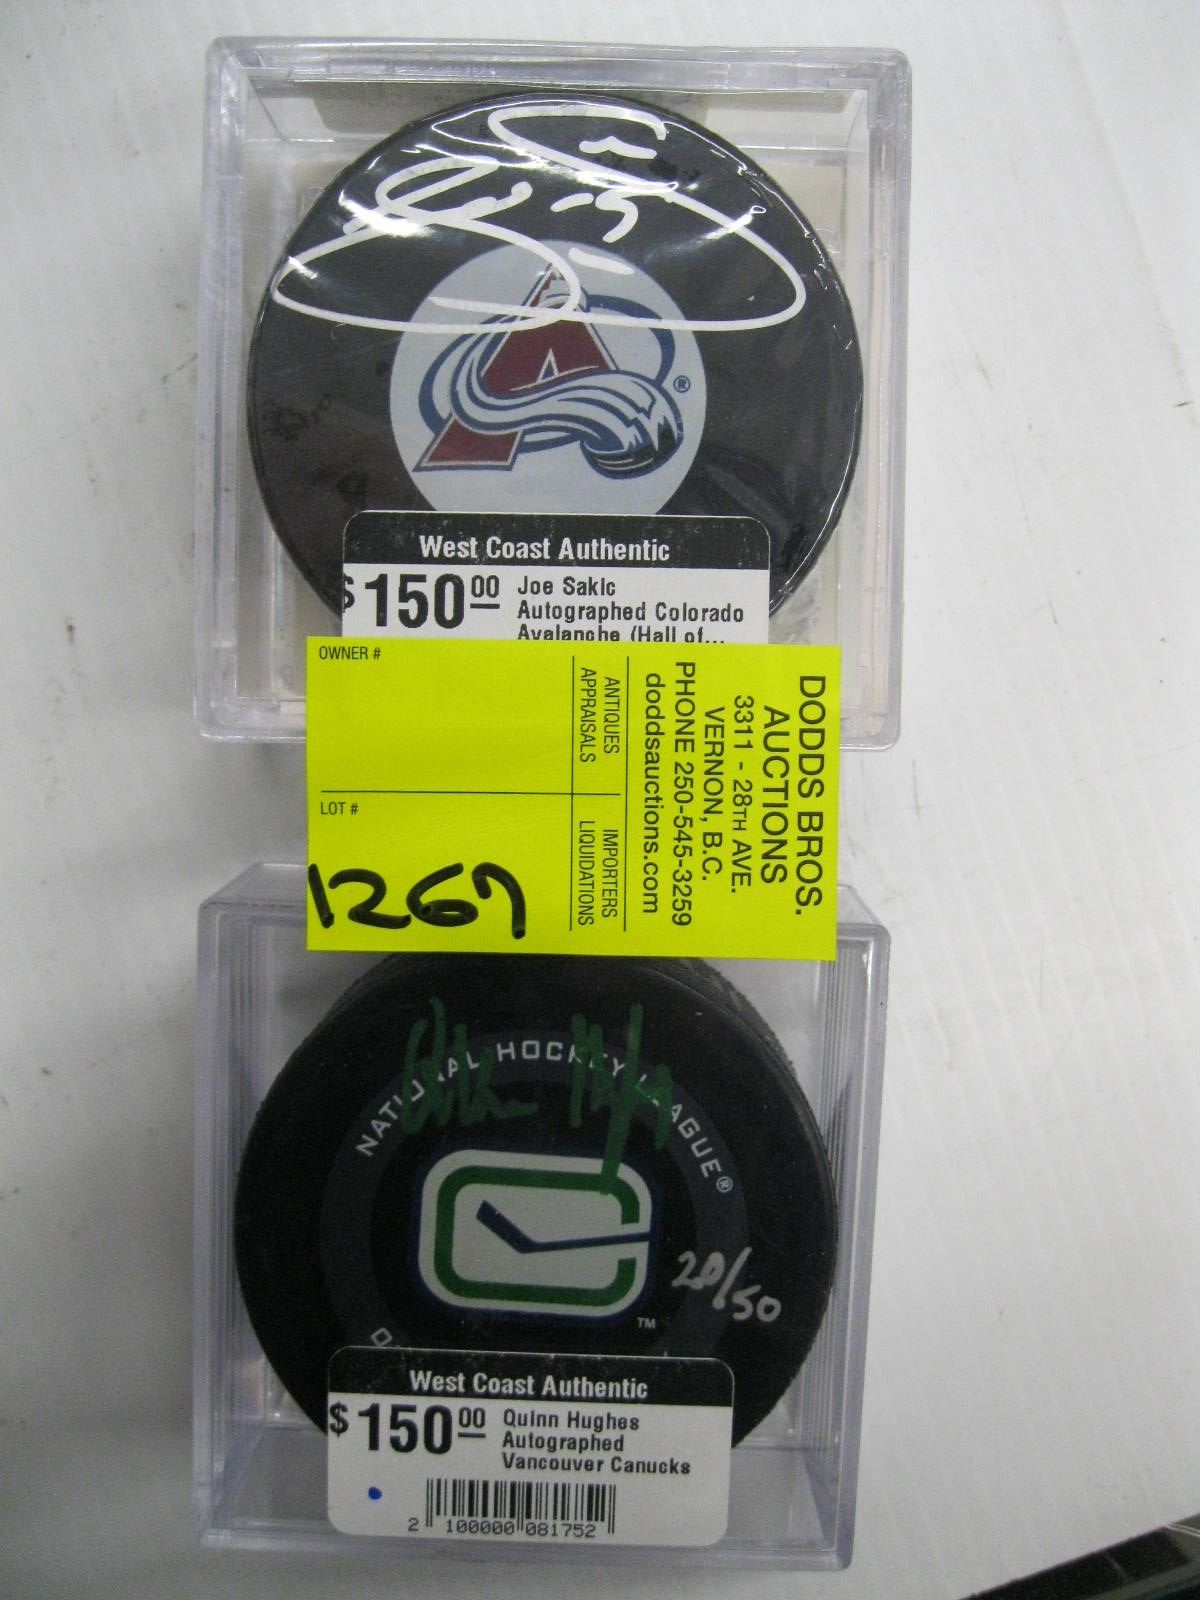 19
®
West Coast Authentic
$150.00
Joe Sakic
Autographed Colorado
Avalanche (Hall of...
OWNER #
LOT #
1267
ANTIQUES
APPRAISALS
IMPORTERS
LIQUIDATIONS
DODDS BROS.
AUCTIONS
3311 - 28TH AVE.
VERNON, B.C.
PHONE 250-545-3259
doddsauctions.com
NATIONAL HOCKEY LEAGUE®
20/50
TM
West Coast Authentic
$150.00
Quinn Hughes
Autographed
Vancouver Canucks
2 100000 081752